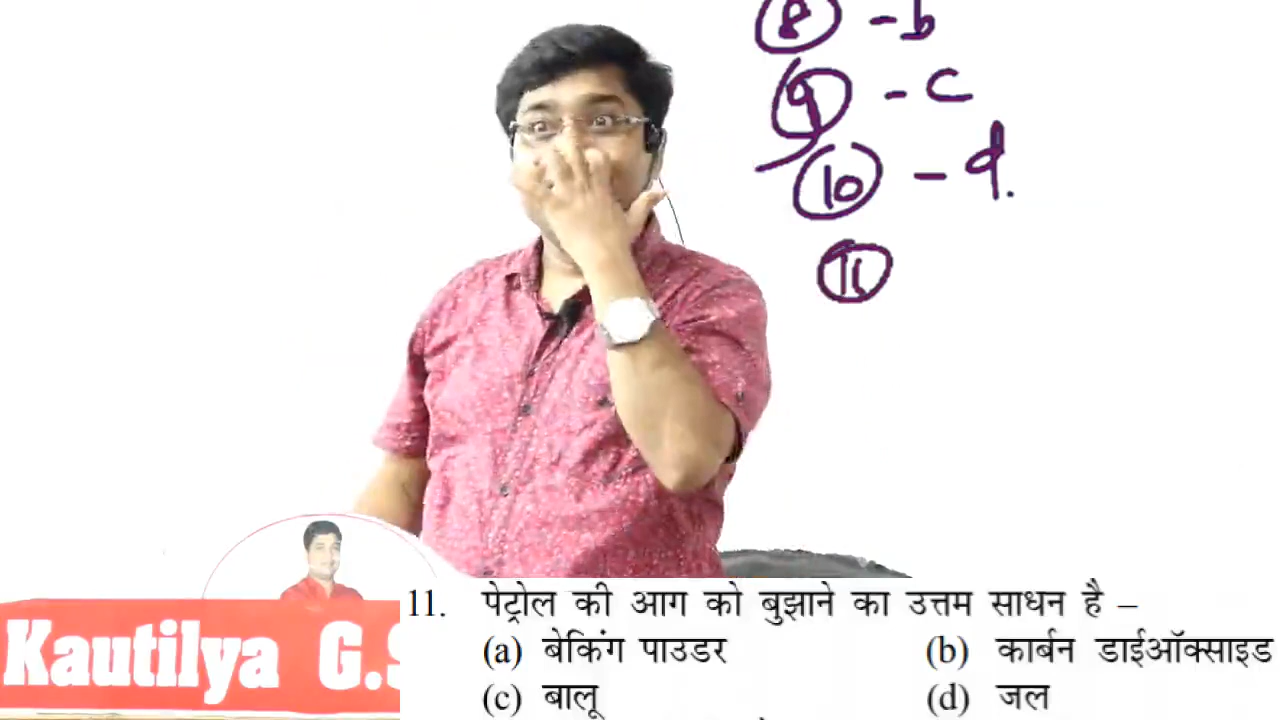 8 - b
9 - c
10 - d.
11
Kautilya G.S
11. पेट्रोल की आग को बुझाने का उत्तम साधन है –
(a) बेकिंग पाउडर (b) कार्बन डाईऑक्साइड
(c) बालू (d) जल